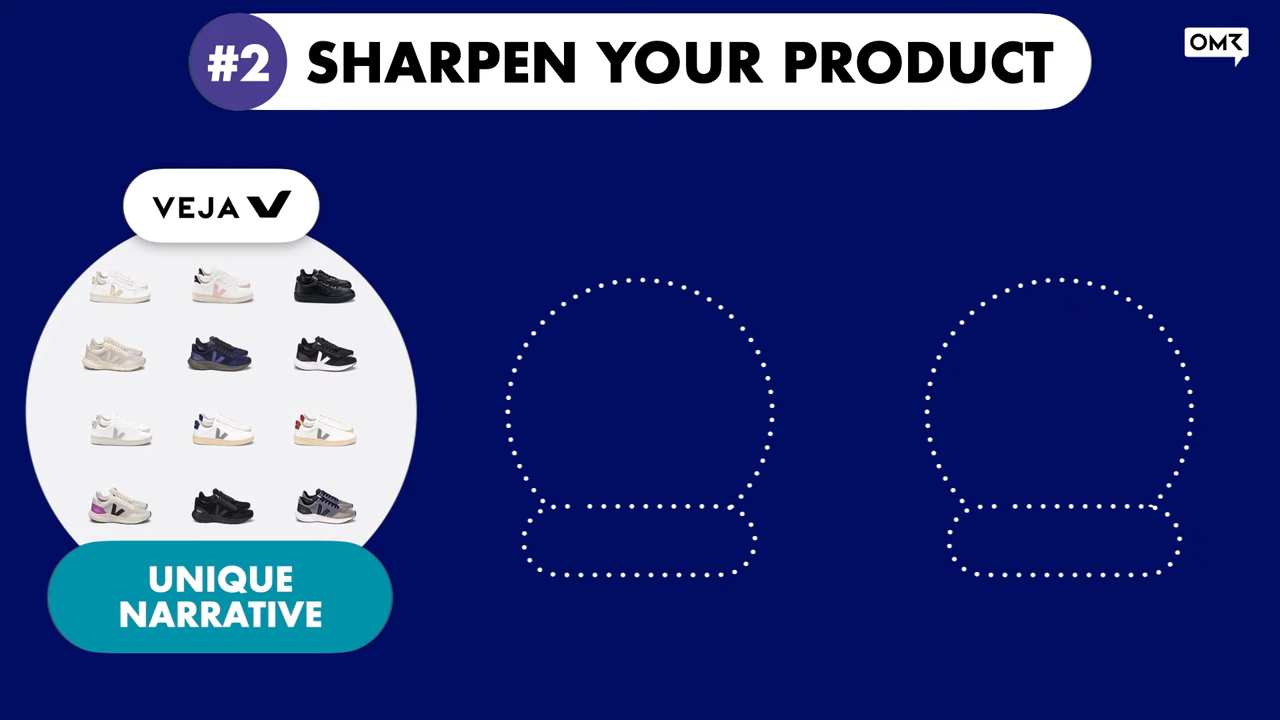 #2 SHARPEN YOUR PRODUCT
OMR
VEJA
UNIQUE
NARRATIVE